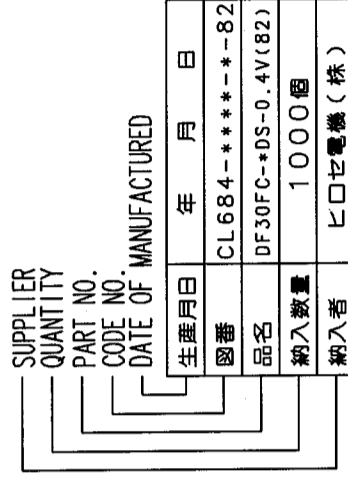 SUPPLIER
QUANTITY
PART NO.
CODE NO.
DATE OF MANUFACTURED
生産月日 年 月 日
図番 CL684-****-*-82
品名 DF30FC-*DS-0.4V(82)
納入数量 1000個
納入者 ヒロセ電機(株)